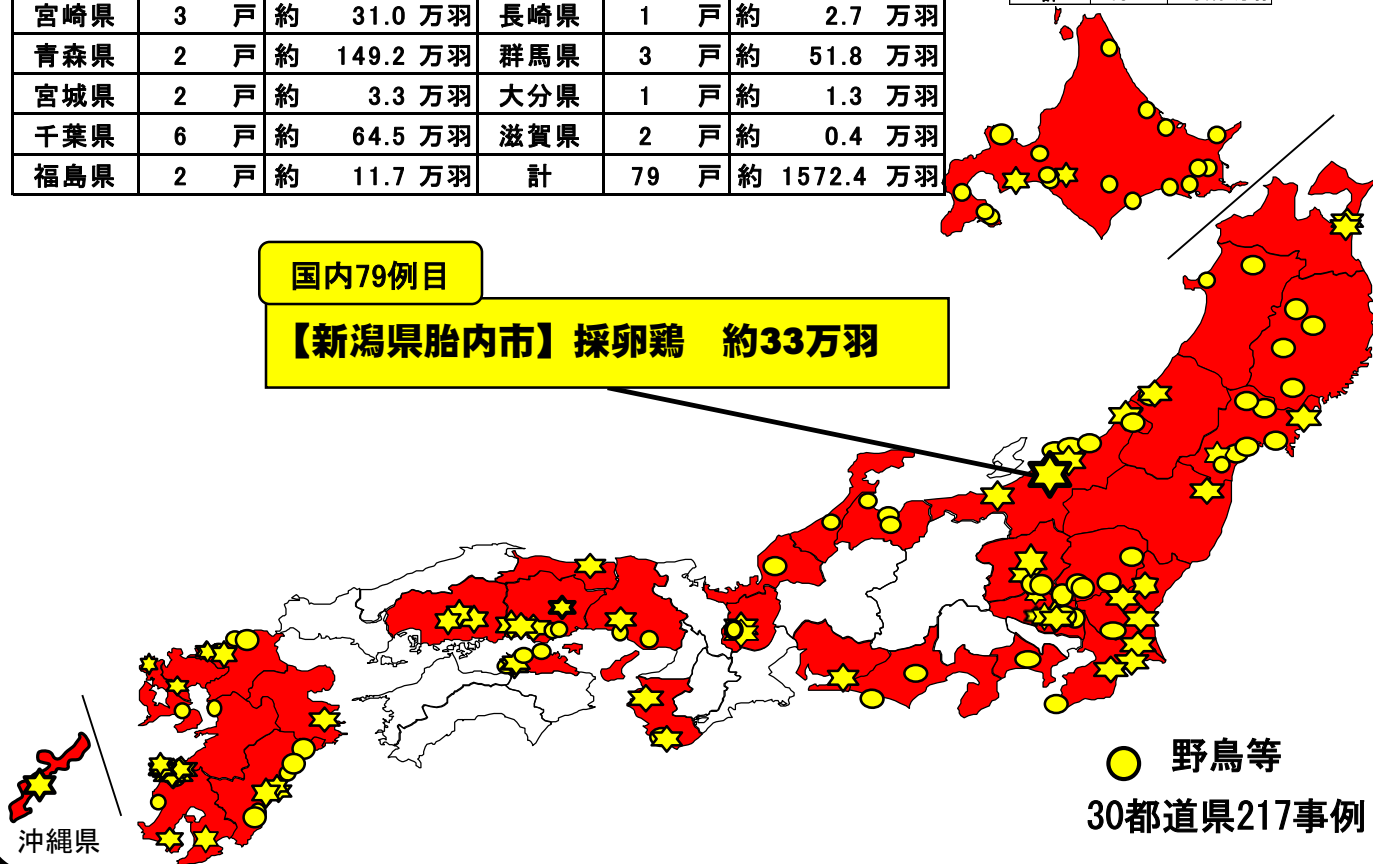 宮崎県 3 戸 約 31.0 万羽 長崎県 1 戸 約 2.7 万羽
青森県 2 戸 約 149.2 万羽 群馬県 3 戸 約 51.8 万羽
宮城県 2 戸 約 3.3 万羽 大分県 1 戸 約 1.3 万羽
千葉県 6 戸 約 64.5 万羽 滋賀県 2 戸 約 0.4 万羽
福島県 2 戸 約 11.7 万羽 計 79 戸 約 1572.4 万羽
国内79例目
【新潟県胎内市】採卵鶏 約33万羽
野鳥等
30都道県217事例
沖縄県